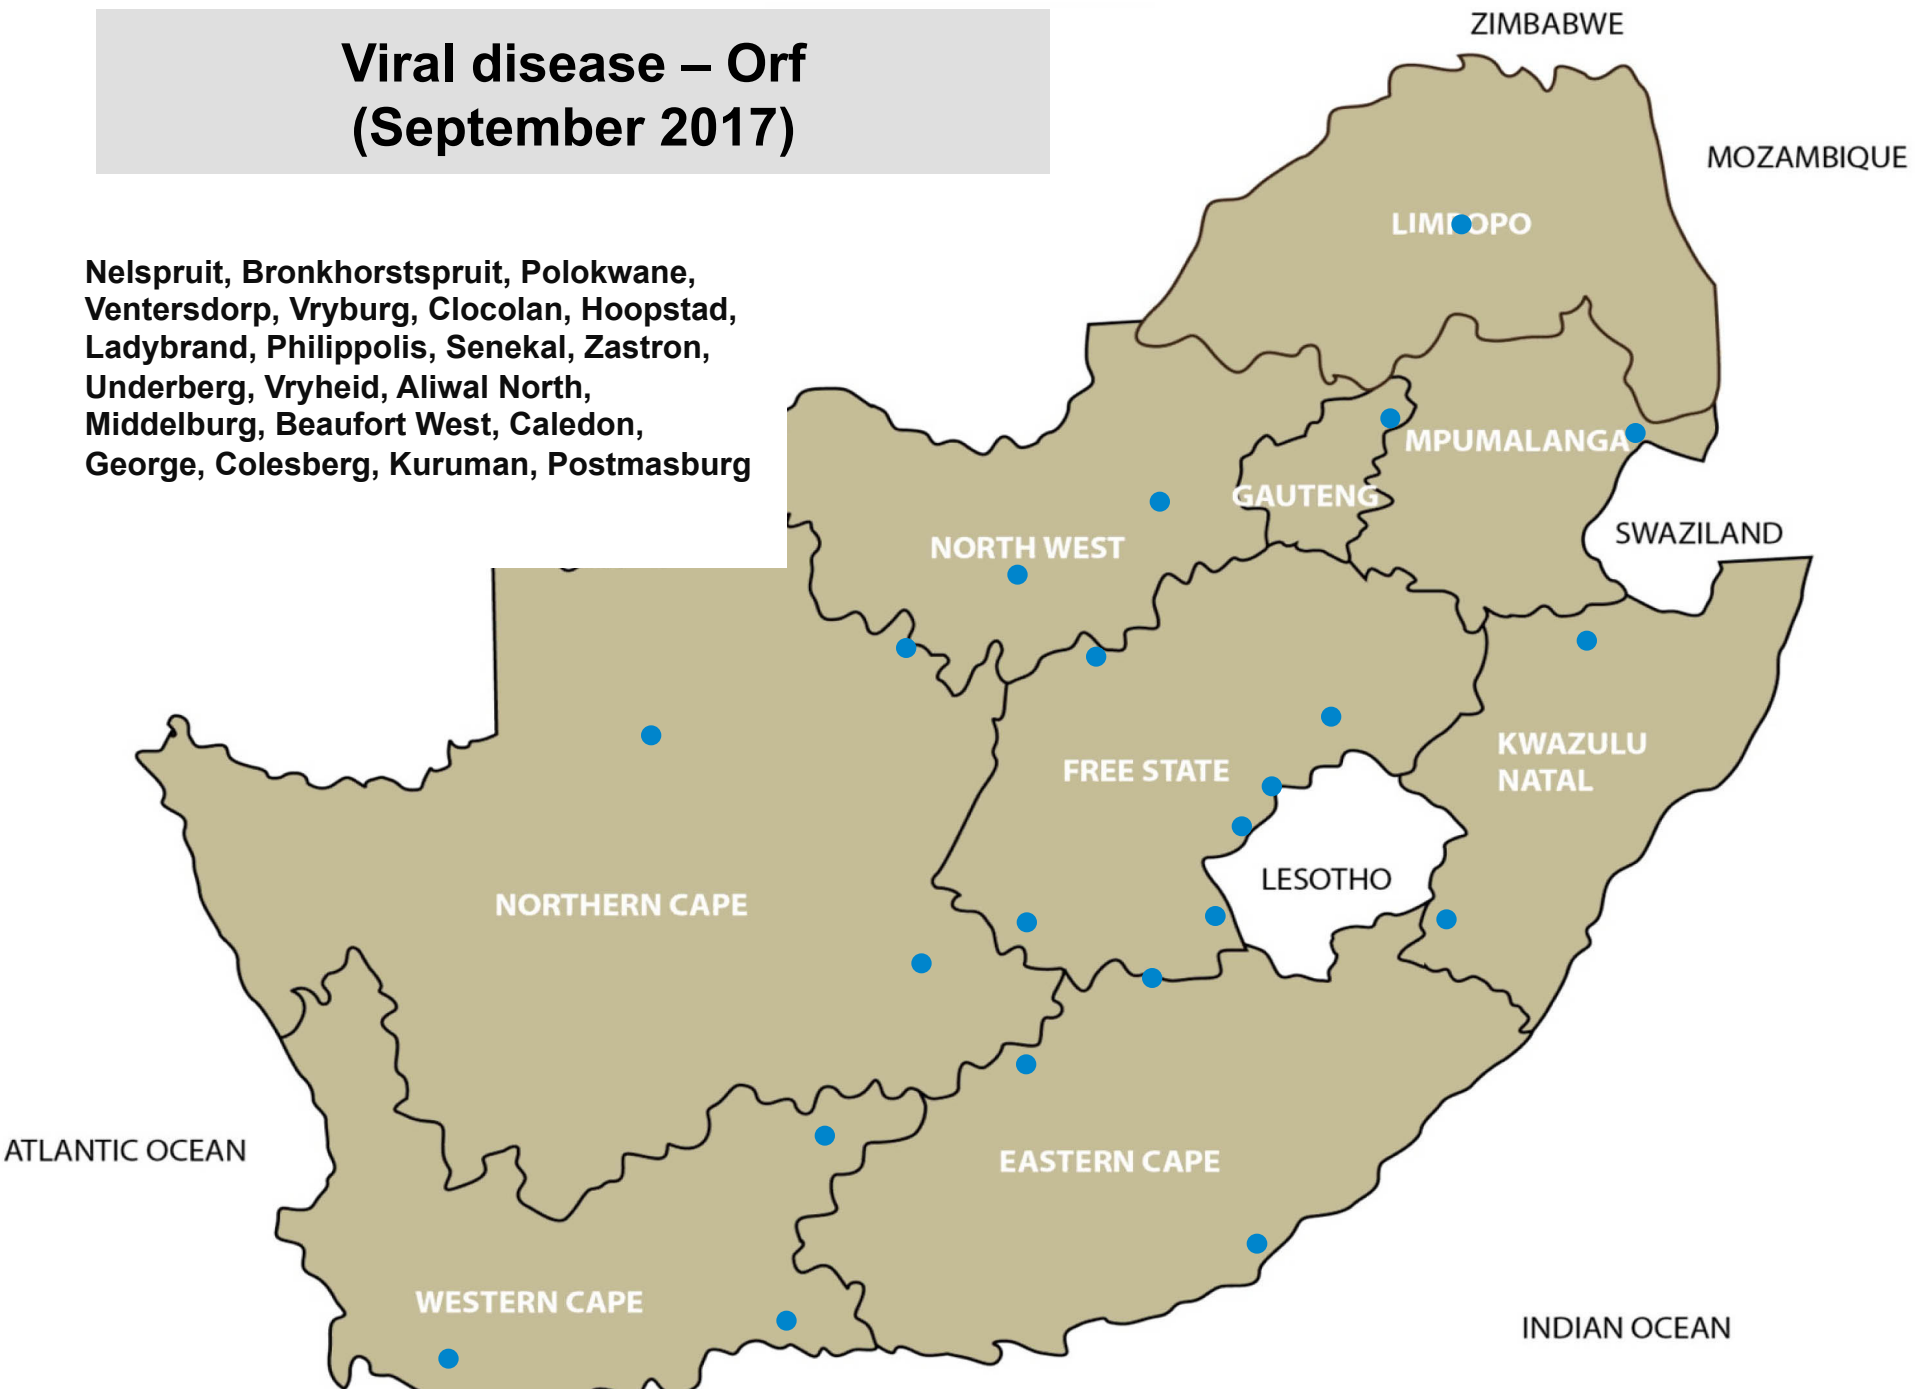 Viral disease – Orf
(September 2017)
Nelspruit, Bronkhorstspruit, Polokwane,
Ventersdorp, Vryburg, Clocolan, Hoopstad,
Ladybrand, Philippolis, Senekal, Zastron,
Underberg, Vryheid, Aliwal North,
Middelburg, Beaufort West, Caledon,
George, Colesberg, Kuruman, Postmasburg
ZIMBABWE
MOZAMBIQUE
LIMPOPO
MPUMALANGA
GAUTENG
SWAZILAND
NORTH WEST
KWAZULU
NATAL
FREE STATE
LESOTHO
NORTHERN CAPE
ATLANTIC OCEAN
EASTERN CAPE
WESTERN CAPE
INDIAN OCEAN